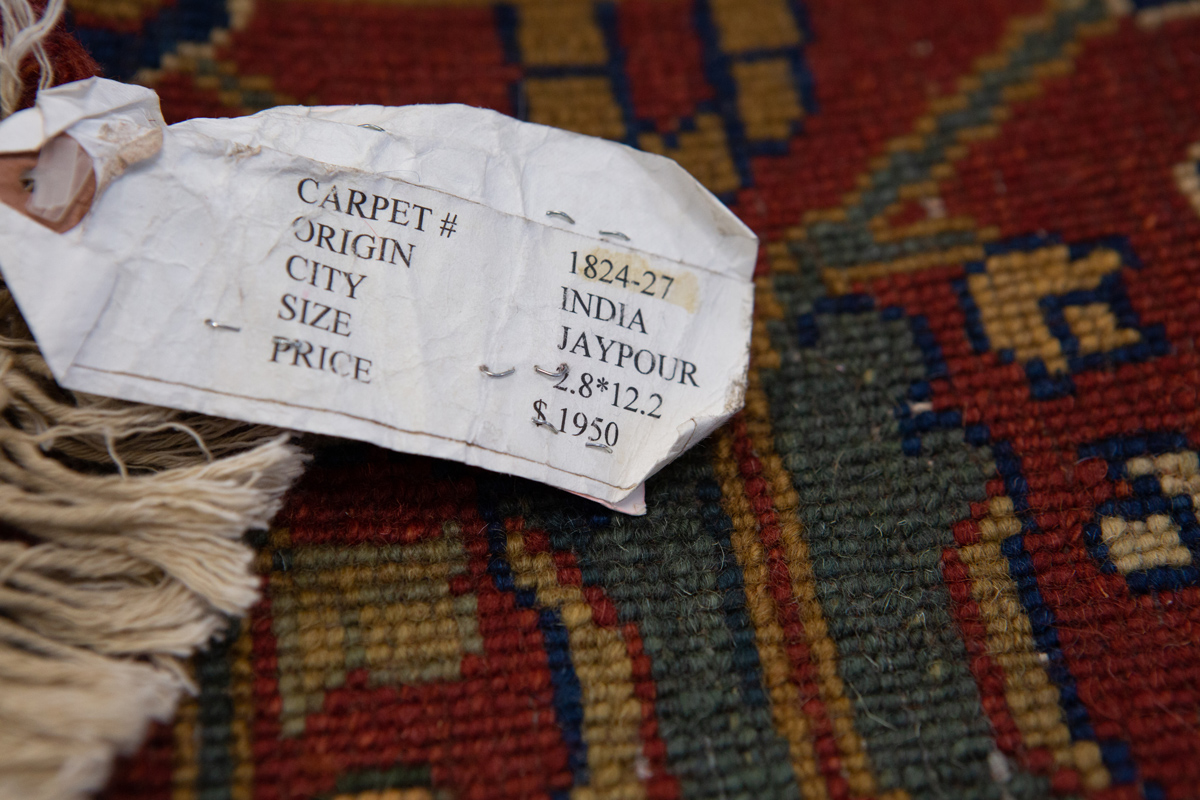 CARPET # 1824-27
ORIGIN INDIA
CITY JAYPOUR
SIZE 2.8*12.2
PRICE $ 1950